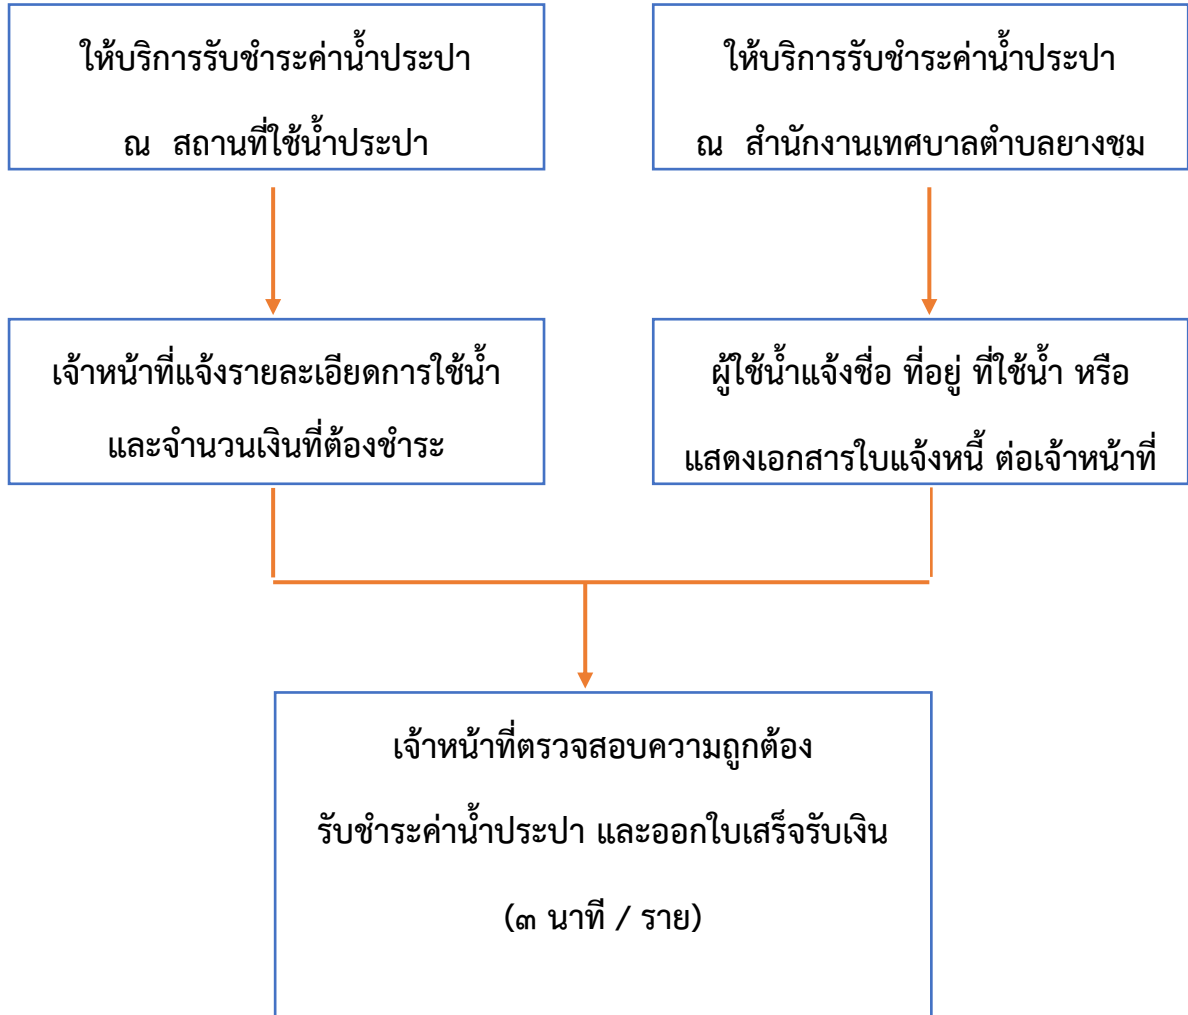 ให้บริการรับชำระค่าน้ำประปา
ณ สถานที่ใช้น้ำประปา
ให้บริการรับชำระค่าน้ำประปา
ณ สำนักงานเทศบาลตำบลยางชุม
เจ้าหน้าที่แจ้งรายละเอียดการใช้น้ำ
และจำนวนเงินที่ต้องชำระ
ผู้ใช้น้ำแจ้งชื่อ ที่อยู่ ที่ใช้น้ำ หรือ
แสดงเอกสารใบแจ้งหนี้ ต่อเจ้าหน้าที่
เจ้าหน้าที่ตรวจสอบความถูกต้อง
รับชำระค่าน้ำประปา และออกใบเสร็จรับเงิน
(๓ นาที / ราย)